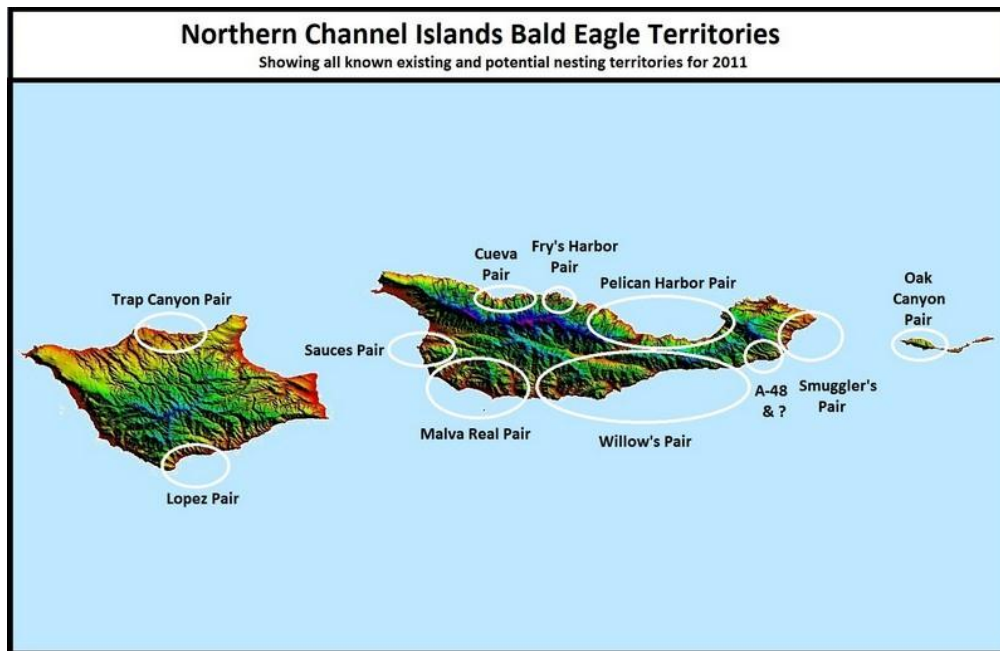 Northern Channel Islands Bald Eagle Territories
Showing all known existing and potential nesting territories for 2011
Cueva
Pair
Fry's Harbor
Pair
Pelican Harbor Pair
Oak
Canyon
Pair
Trap Canyon Pair
Sauces Pair
A-48
& ?
Smuggler's
Pair
Malva Real Pair
Willow's Pair
Lopez Pair